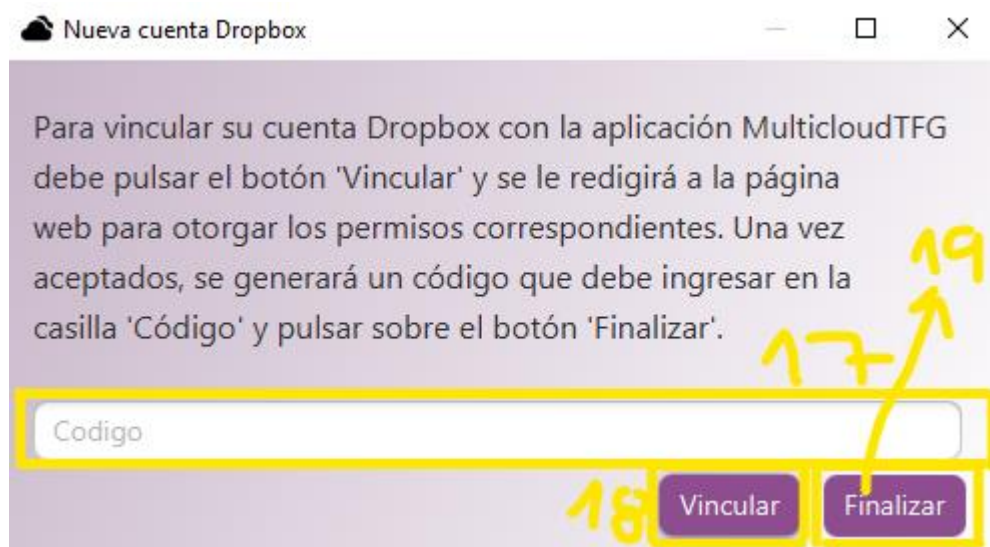 Nueva cuenta Dropbox
Para vincular su cuenta Dropbox con la aplicación MulticloudTFG
debe pulsar el botón 'Vincular' y se le redigirá a la página
web para otorgar los permisos correspondientes. Una vez
aceptados, se generará un código que debe ingresar en la
casilla 'Código' y pulsar sobre el botón 'Finalizar'.
19
17
Codigo
18
Vincular
Finalizar